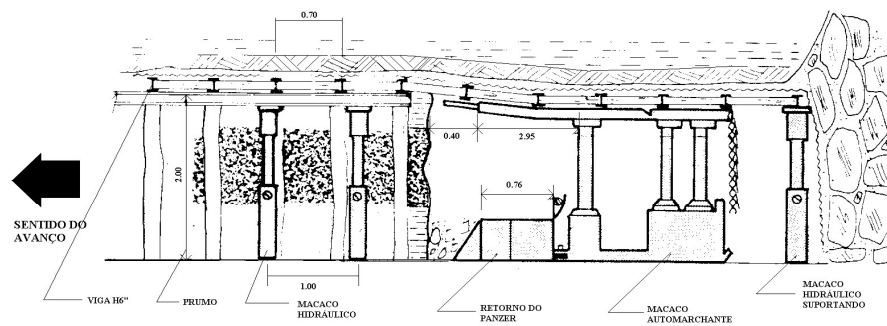 0.70
0.40
2.95
2.00
0.76
SENTIDO DO
AVANÇO
1.00
VIGA H6"
PRUMO
MACACO
HIDRÁULICO
RETORNO DO
PANZER
MACACO
AUTOMARCHANTE
MACACO
HIDRÁULICO
SUPORTANDO